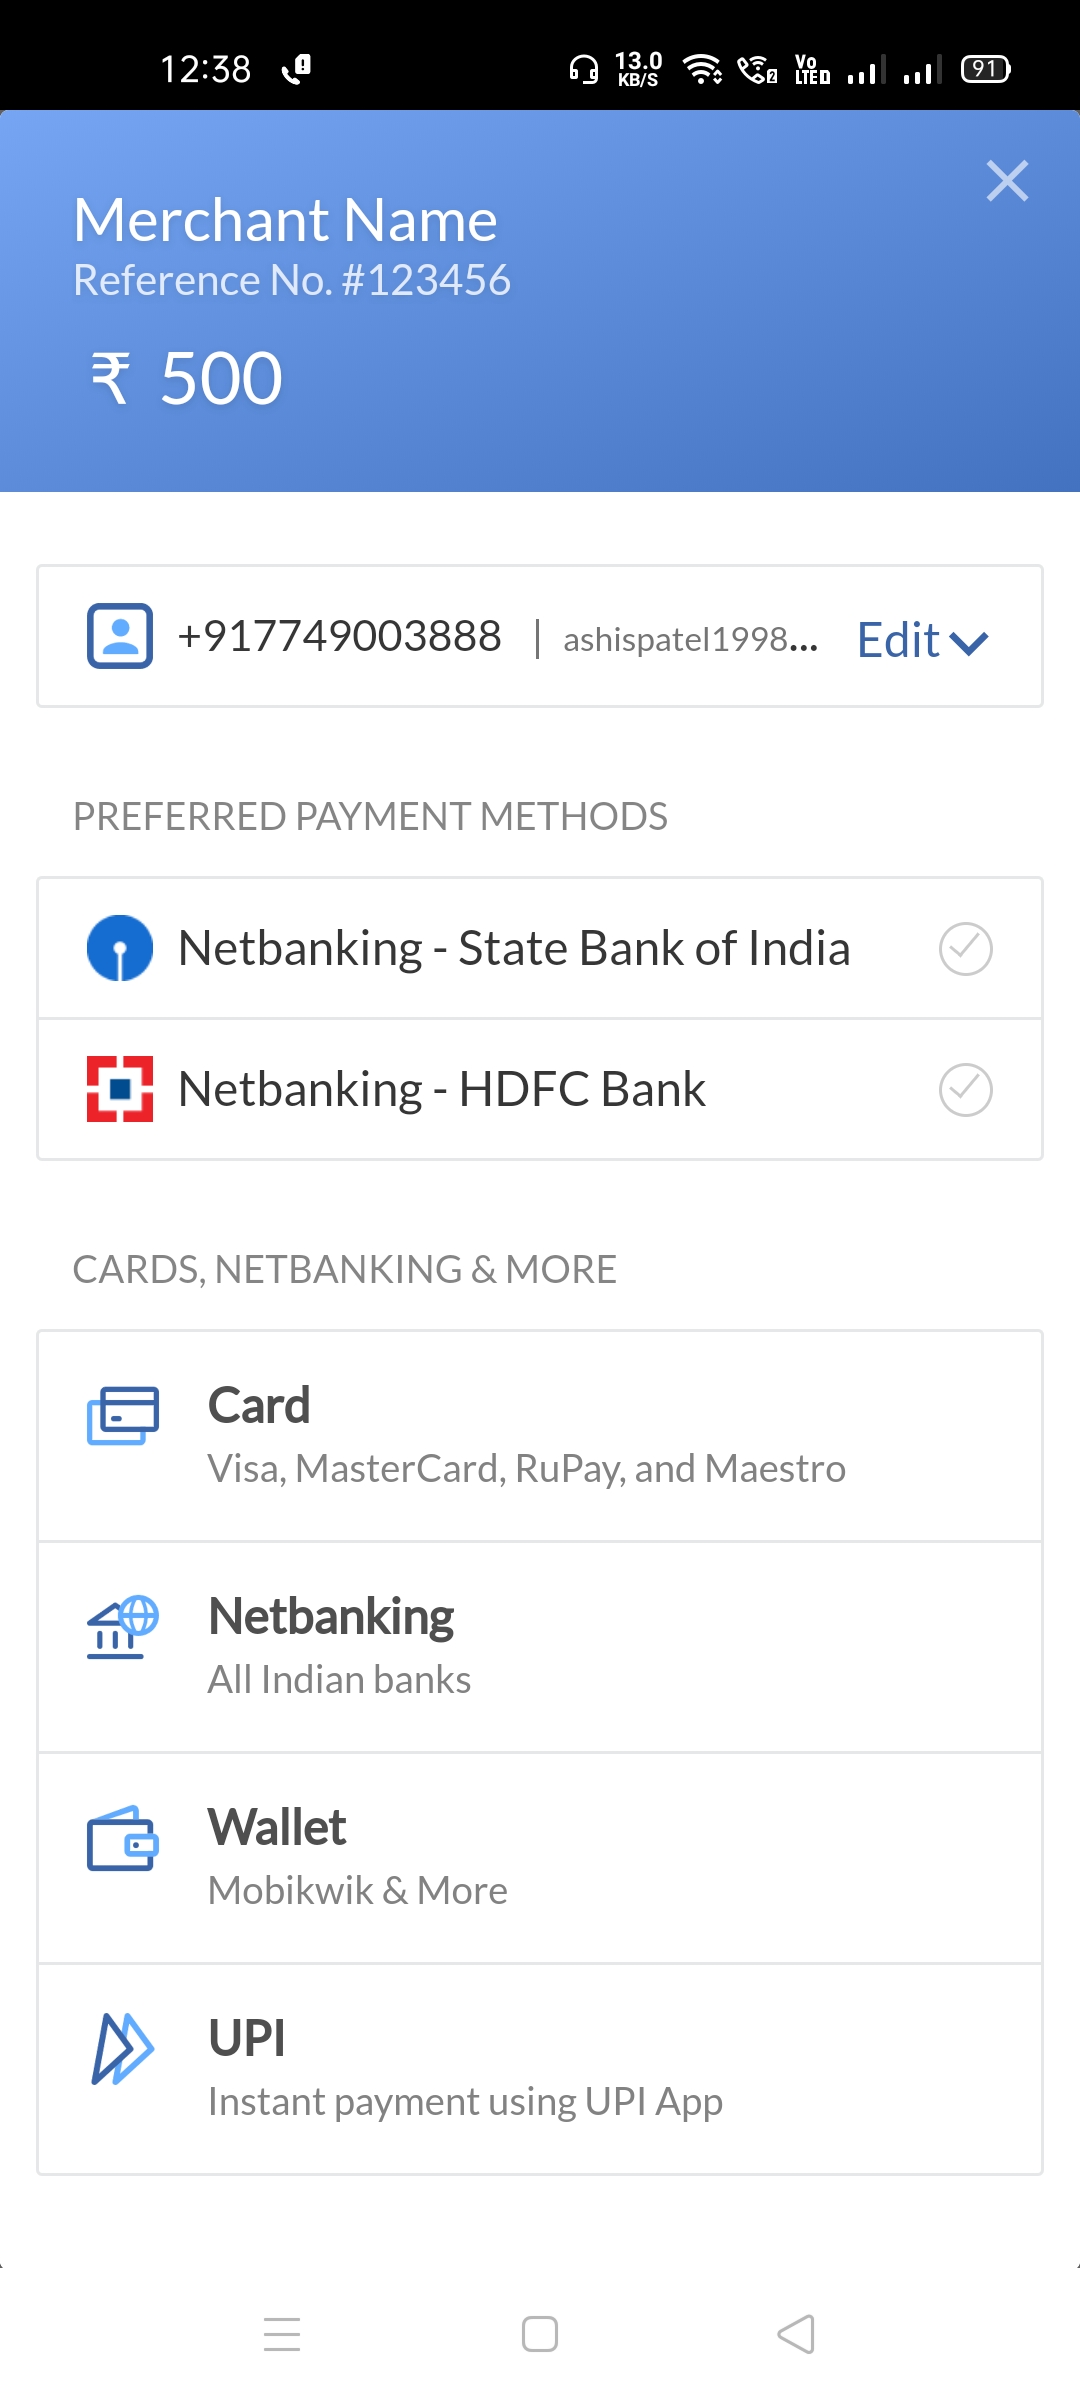 12:38 13.0 KB/S Vo LTE 2 91
Merchant Name
Reference No. #123456
₹ 500
+917749003888 | ashispatel1998... Edit
PREFERRED PAYMENT METHODS
Netbanking - State Bank of India
Netbanking - HDFC Bank
CARDS, NETBANKING & MORE
Card
Visa, MasterCard, RuPay, and Maestro
Netbanking
All Indian banks
Wallet
Mobikwik & More
UPI
Instant payment using UPI App